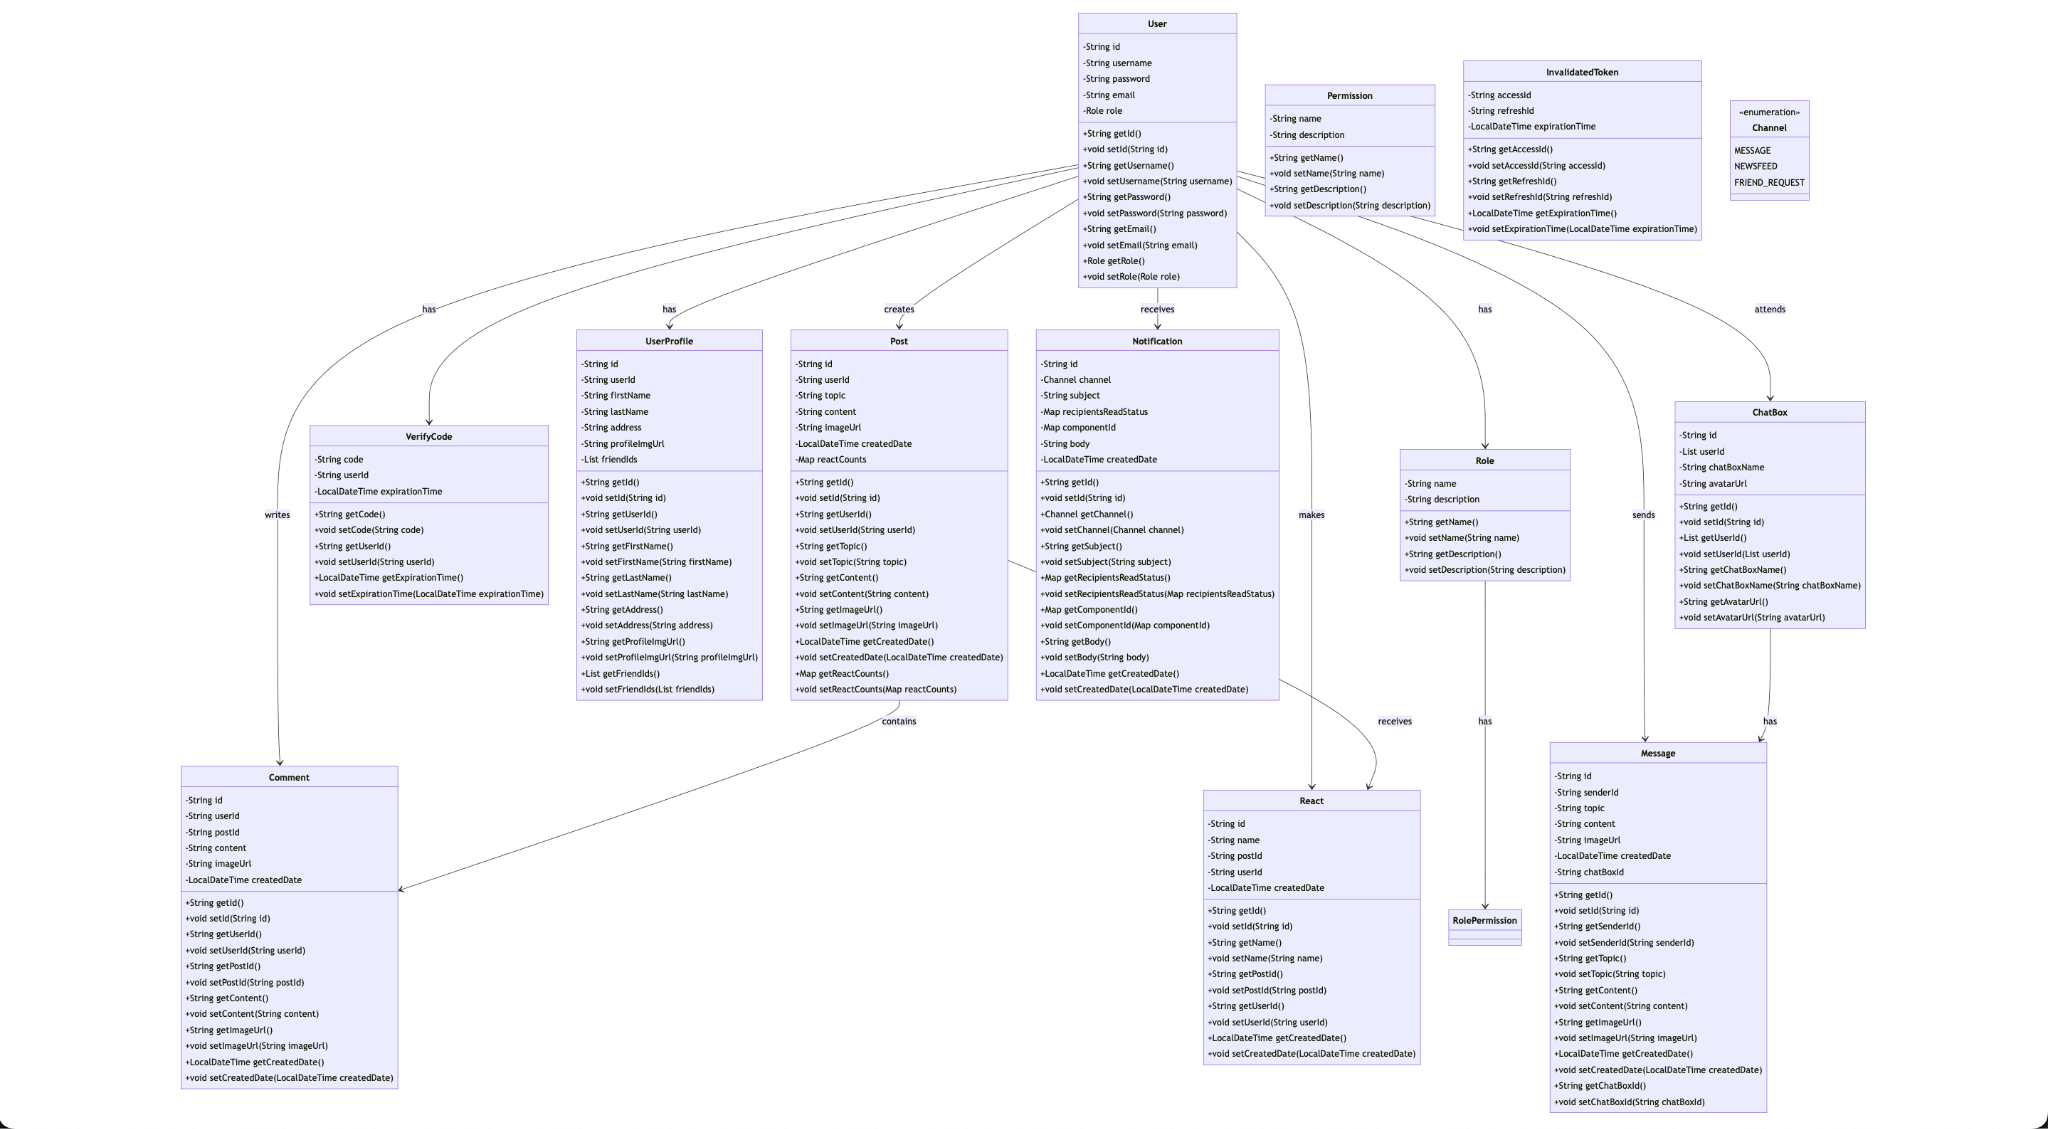 User
-String id
-String username
-String password
-String email
-Role role
+String getId()
+void setId(String id)
+String getUsername()
+void setUsername(String username)
+String getPassword()
+void setPassword(String password)
+String getEmail()
+void setEmail(String email)
+Role getRole()
+void setRole(Role role)
Permission
-String name
-String description
+String getName()
+void setName(String name)
+String getDescription()
+void setDescription(String description)
InvalidatedToken
-String accessId
-String refreshId
-LocalDateTime expirationTime
+String getAccessId()
+void setAccessId(String accessId)
+String getRefreshId()
+void setRefreshId(String refreshId)
+LocalDateTime getExpirationTime()
+void setExpirationTime(LocalDateTime expirationTime)
«enumeration»
Channel
MESSAGE
NEWSFEED
FRIEND_REQUEST
has
has
creates
receives
has
attends
writes
makes
sends
VerifyCode
-String code
-String userId
-LocalDateTime expirationTime
+String getCode()
+void setCode(String code)
+String getUserId()
+void setUserId(String userId)
+LocalDateTime getExpirationTime()
+void setExpirationTime(LocalDateTime expirationTime)
UserProfile
-String id
-String userId
-String firstName
-String lastName
-String address
-String profileImgUrl
-List friendIds
+String getId()
+void setId(String id)
+String getUserId()
+void setUserId(String userId)
+String getFirstName()
+void setFirstName(String firstName)
+String getLastName()
+void setLastName(String lastName)
+String getAddress()
+void setAddress(String address)
+String getProfileImgUrl()
+void setProfileImgUrl(String profileImgUrl)
+List getFriendIds()
+void setFriendIds(List friendIds)
Post
-String id
-String userId
-String topic
-String content
-String imageUrl
-LocalDateTime createdDate
-Map reactCounts
+String getId()
+void setId(String id)
+String getUserId()
+void setUserId(String userId)
+String getTopic()
+void setTopic(String topic)
+String getContent()
+void setContent(String content)
+String getImageUrl()
+void setImageUrl(String imageUrl)
+LocalDateTime getCreatedDate()
+void setCreatedDate(LocalDateTime createdDate)
+Map getReactCounts()
+void setReactCounts(Map reactCounts)
Notification
-String id
-Channel channel
-String subject
-Map recipientsReadStatus
-Map componentId
-String body
-LocalDateTime createdDate
+String getId()
+void setId(String id)
+Channel getChannel()
+void setChannel(Channel channel)
+String getSubject()
+void setSubject(String subject)
+Map getRecipientsReadStatus()
+void setRecipientsReadStatus(Map recipientsReadStatus)
+Map getComponentId()
+void setComponentId(Map componentId)
+String getBody()
+void setBody(String body)
+LocalDateTime getCreatedDate()
+void setCreatedDate(LocalDateTime createdDate)
Role
-String name
-String description
+String getName()
+void setName(String name)
+String getDescription()
+void setDescription(String description)
ChatBox
-String id
-List userId
-String chatBoxName
-String avatarUrl
+String getId()
+void setId(String id)
+List getUserId()
+void setUserId(List userId)
+String getChatBoxName()
+void setChatBoxName(String chatBoxName)
+String getAvatarUrl()
+void setAvatarUrl(String avatarUrl)
contains
receives
has
has
Comment
-String id
-String userId
-String postId
-String content
-String imageUrl
-LocalDateTime createdDate
+String getId()
+void setId(String id)
+String getUserId()
+void setUserId(String userId)
+String getPostId()
+void setPostId(String postId)
+String getContent()
+void setContent(String content)
+String getImageUrl()
+void setImageUrl(String imageUrl)
+LocalDateTime getCreatedDate()
+void setCreatedDate(LocalDateTime createdDate)
React
-String id
-String name
-String postId
-String userId
-LocalDateTime createdDate
+String getId()
+void setId(String id)
+String getName()
+void setName(String name)
+String getPostId()
+void setPostId(String postId)
+String getUserId()
+void setUserId(String userId)
+LocalDateTime getCreatedDate()
+void setCreatedDate(LocalDateTime createdDate)
RolePermission
Message
-String id
-String senderId
-String topic
-String content
-String imageUrl
-LocalDateTime createdDate
-String chatBoxId
+String getId()
+void setId(String id)
+String getSenderId()
+void setSenderId(String senderId)
+String getTopic()
+void setTopic(String topic)
+String getContent()
+void setContent(String content)
+String getImageUrl()
+void setImageUrl(String imageUrl)
+LocalDateTime getCreatedDate()
+void setCreatedDate(LocalDateTime createdDate)
+String getChatBoxId()
+void setChatBoxId(String chatBoxId)